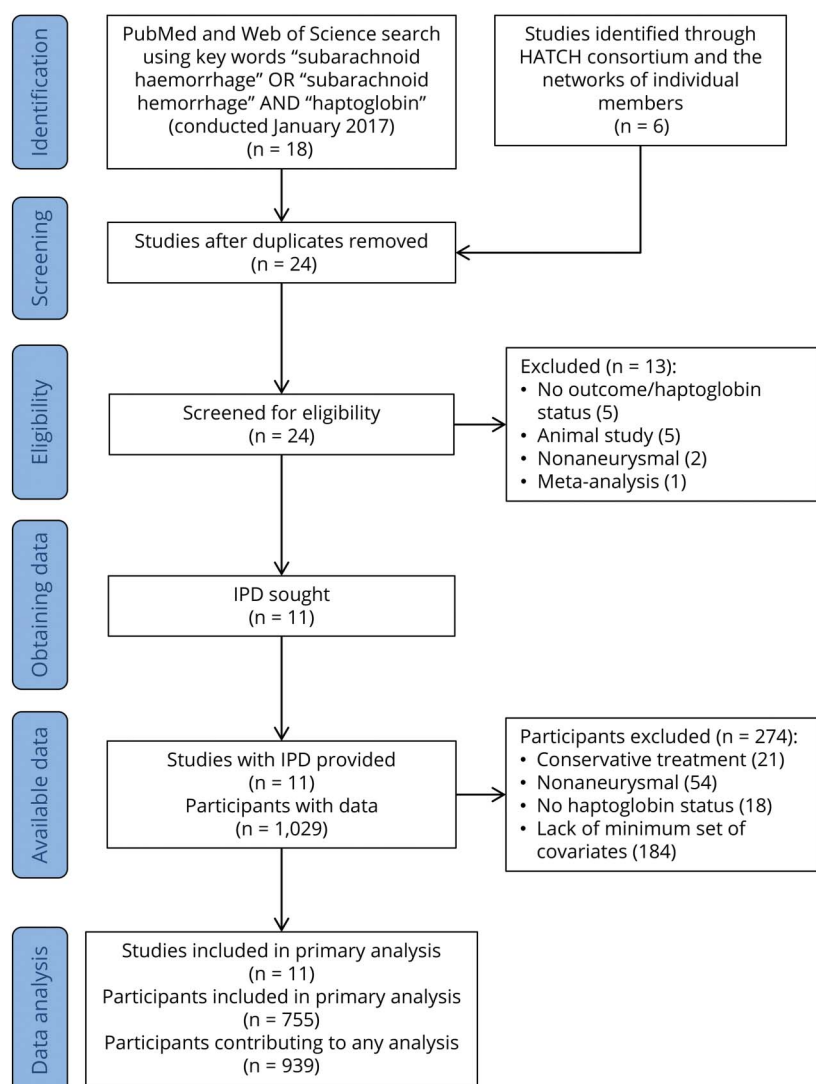 Identification
PubMed and Web of Science search
using key words “subarachnoid
haemorrhage” OR “subarachnoid
hemorrhage” AND “haptoglobin”
(conducted January 2017)
(n = 18)
Studies identified through
HATCH consortium and the
networks of individual
members
(n = 6)
Screening
Studies after duplicates removed
(n = 24)
Eligibility
Screened for eligibility
(n = 24)
Excluded (n = 13):
• No outcome/haptoglobin
status (5)
• Animal study (5)
• Nonaneurysmal (2)
• Meta-analysis (1)
Obtaining data
IPD sought
(n = 11)
Available data
Studies with IPD provided
(n = 11)
Participants with data
(n = 1,029)
Participants excluded (n = 274):
• Conservative treatment (21)
• Nonaneurysmal (54)
• No haptoglobin status (18)
• Lack of minimum set of
covariates (184)
Data analysis
Studies included in primary analysis
(n = 11)
Participants included in primary analysis
(n = 755)
Participants contributing to any analysis
(n = 939)